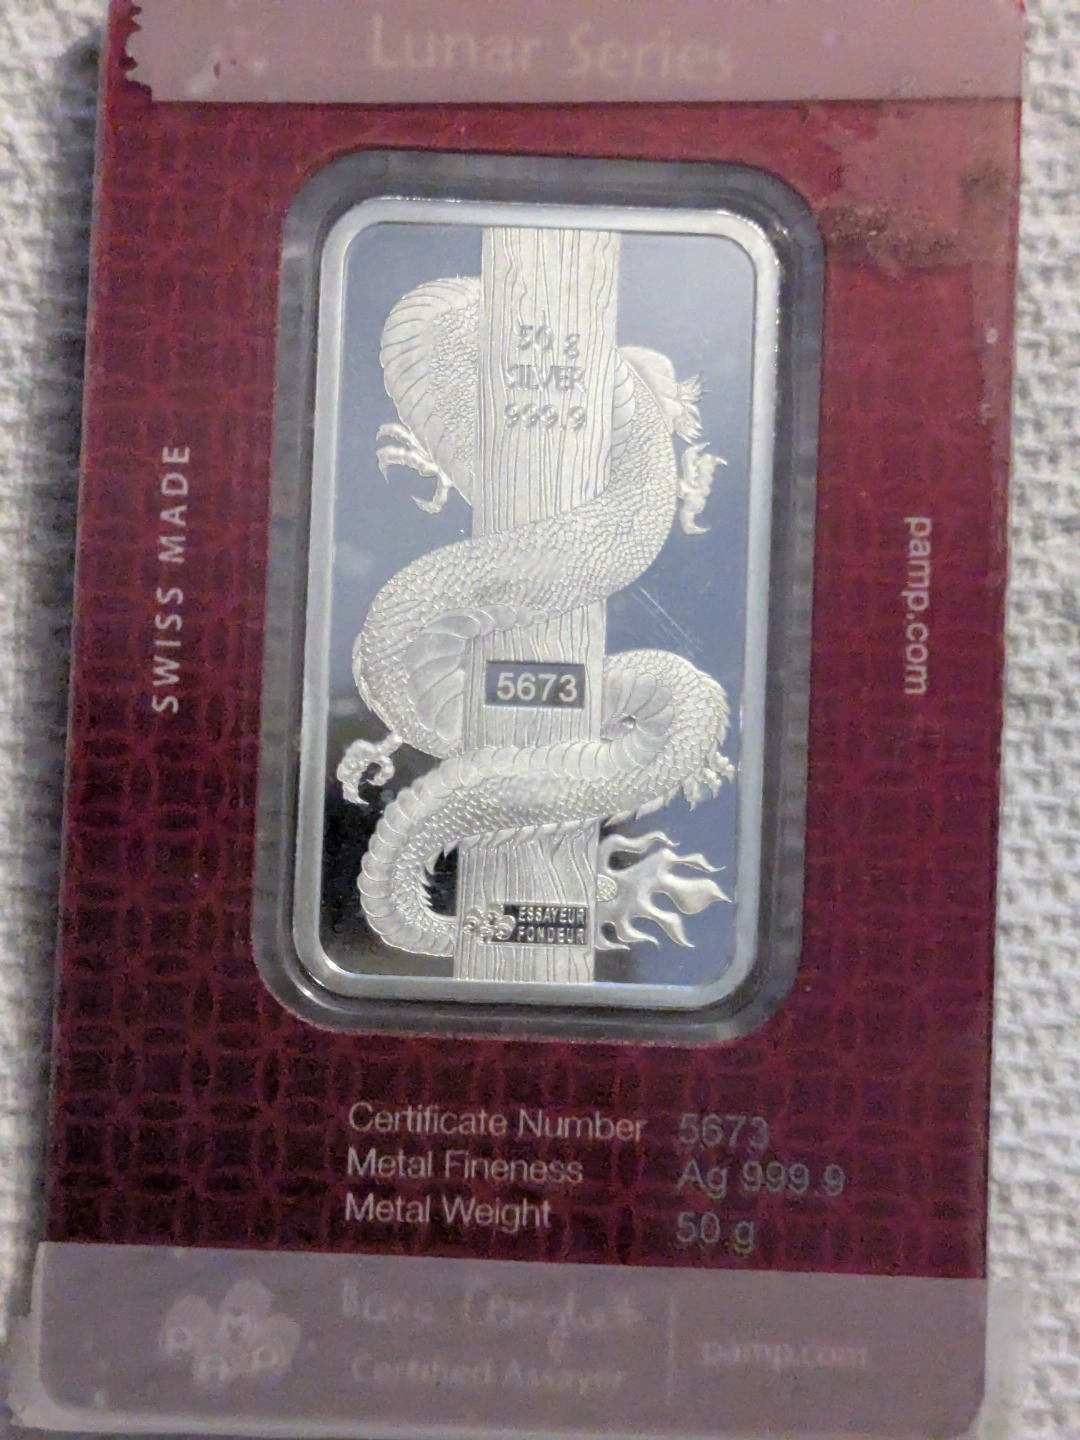 Lunar Series
50 g
SILVER
999.9
SWISS MADE
pamp.com
5673
ESSAYEUR
FONDEUR
Certificate Number 5673
Metal Fineness Ag 999.9
Metal Weight 50 g
PAMP
Certified Assayer
pamp.com